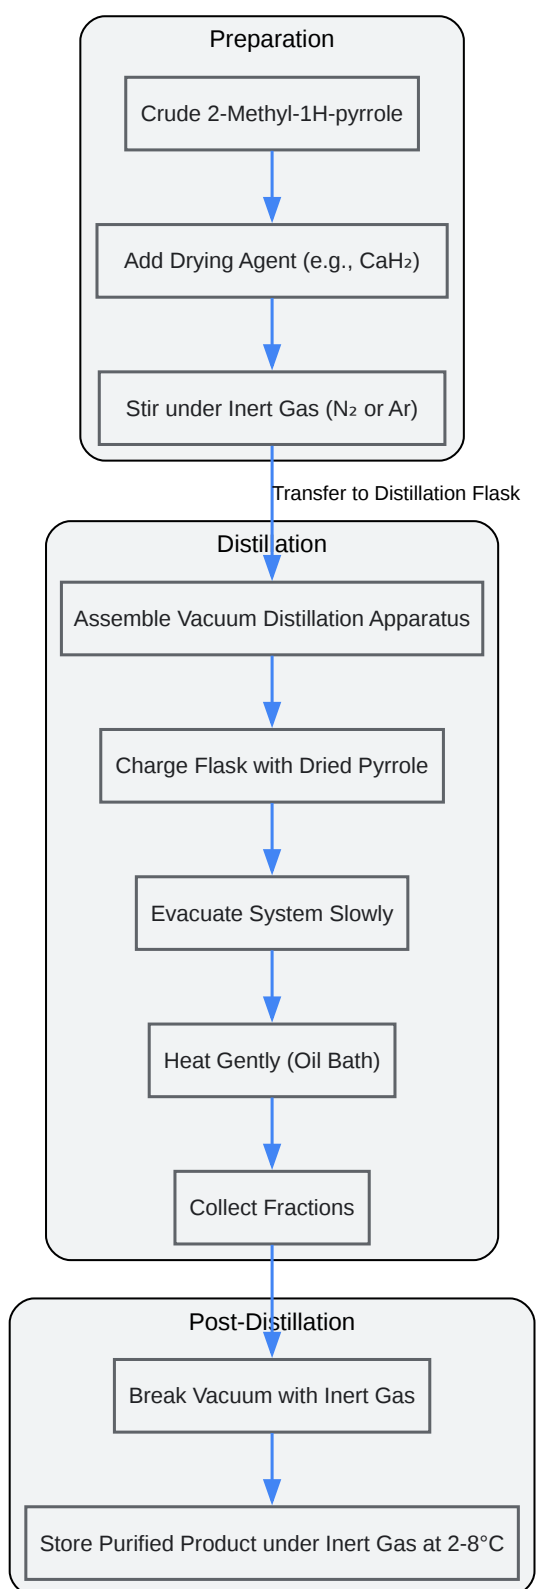 Preparation
Crude 2-Methyl-1H-pyrrole
Add Drying Agent (e.g., CaH₂)
Stir under Inert Gas (N₂ or Ar)
Transfer to Distillation Flask
Distillation
Assemble Vacuum Distillation Apparatus
Charge Flask with Dried Pyrrole
Evacuate System Slowly
Heat Gently (Oil Bath)
Collect Fractions
Post-Distillation
Break Vacuum with Inert Gas
Store Purified Product under Inert Gas at 2-8°C